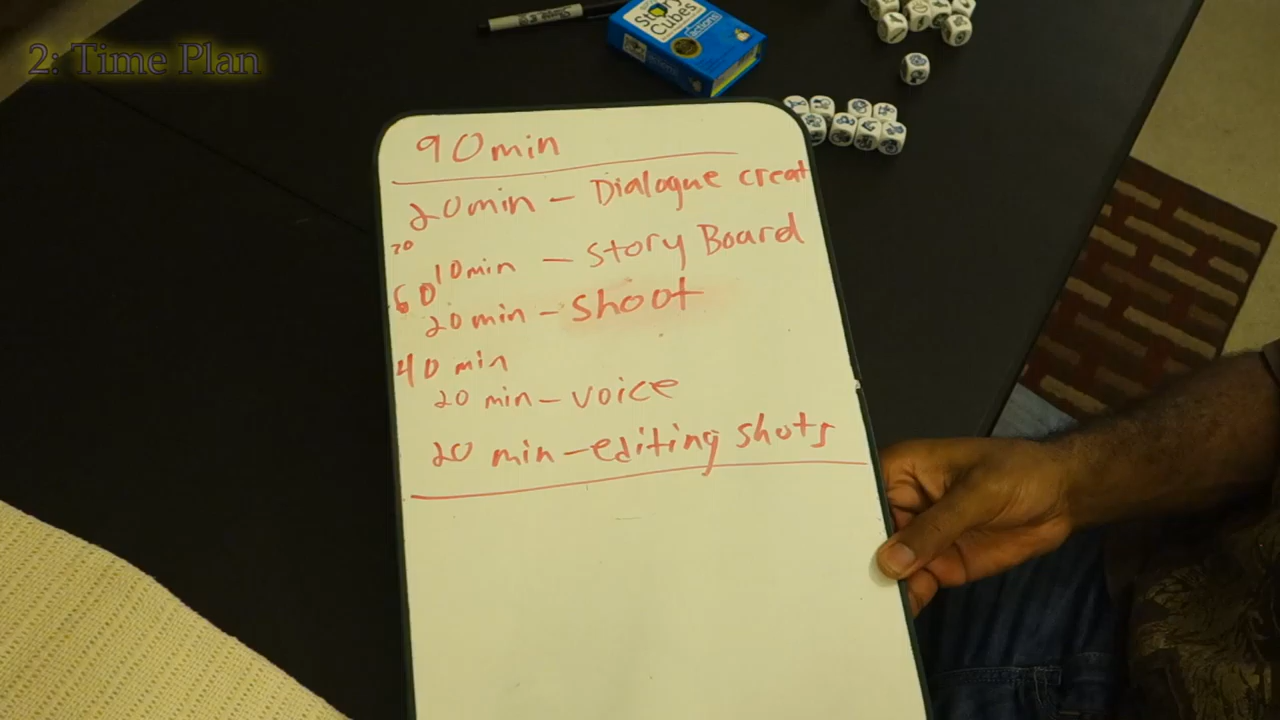 2: Time Plan
Story
Cubes
actions
90min
20min - Dialogue creat
70
10min - Story Board
60
20min - Shoot
40 min
20 min - voice
20 min - editing shots